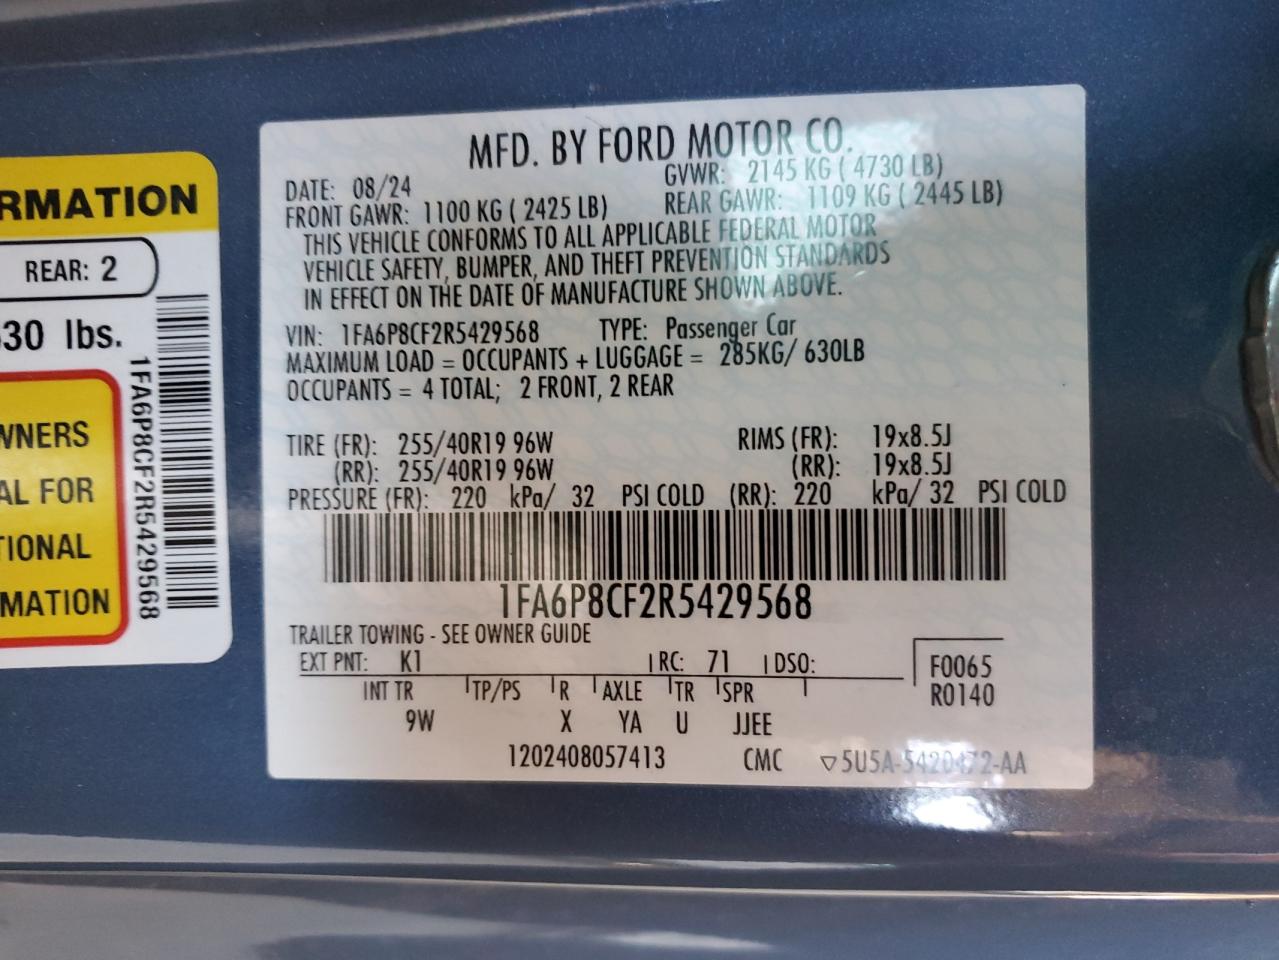 RMATION
REAR: 2
30 lbs.
WNERS
AL FOR
TIONAL
MATION
1FA6P8CF2R5429568
MFD. BY FORD MOTOR CO.
DATE: 08/24 GVWR: 2145 KG ( 4730 LB)
FRONT GAWR: 1100 KG ( 2425 LB) REAR GAWR: 1109 KG ( 2445 LB)
THIS VEHICLE CONFORMS TO ALL APPLICABLE FEDERAL MOTOR
VEHICLE SAFETY, BUMPER, AND THEFT PREVENTION STANDARDS
IN EFFECT ON THE DATE OF MANUFACTURE SHOWN ABOVE.
VIN: 1FA6P8CF2R5429568 TYPE: Passenger Car
MAXIMUM LOAD = OCCUPANTS + LUGGAGE = 285KG/ 630LB
OCCUPANTS = 4 TOTAL; 2 FRONT, 2 REAR
TIRE (FR): 255/40R19 96W RIMS (FR): 19x8.5J
(RR): 255/40R19 96W (RR): 19x8.5J
PRESSURE (FR): 220 kPa/ 32 PSI COLD (RR): 220 kPa/ 32 PSI COLD
1FA6P8CF2R5429568
TRAILER TOWING - SEE OWNER GUIDE
EXT PNT: K1 RC: 71 DSO: F0065
INT TR TP/PS R AXLE TR SPR R0140
9W X YA U JJEE
1202408057413 CMC ▽5U5A-5420472-AA